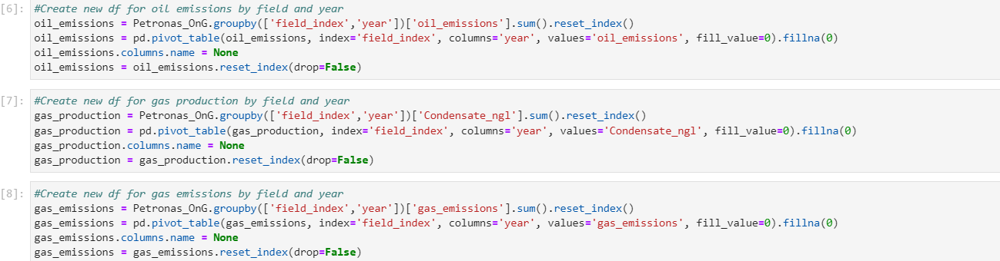 [6]: #Create new df for oil emissions by field and year
oil_emissions = Petronas_OnG.groupby(['field_index','year'])['oil_emissions'].sum().reset_index()
oil_emissions = pd.pivot_table(oil_emissions, index='field_index', columns='year', values='oil_emissions', fill_value=0).fillna(0)
oil_emissions.columns.name = None
oil_emissions = oil_emissions.reset_index(drop=False)
[7]: #Create new df for gas production by field and year
gas_production = Petronas_OnG.groupby(['field_index','year'])['Condensate_ngl'].sum().reset_index()
gas_production = pd.pivot_table(gas_production, index='field_index', columns='year', values='Condensate_ngl', fill_value=0).fillna(0)
gas_production.columns.name = None
gas_production = gas_production.reset_index(drop=False)
[8]: #Create new df for gas emissions by field and year
gas_emissions = Petronas_OnG.groupby(['field_index','year'])['gas_emissions'].sum().reset_index()
gas_emissions = pd.pivot_table(gas_emissions, index='field_index', columns='year', values='gas_emissions', fill_value=0).fillna(0)
gas_emissions.columns.name = None
gas_emissions = gas_emissions.reset_index(drop=False)